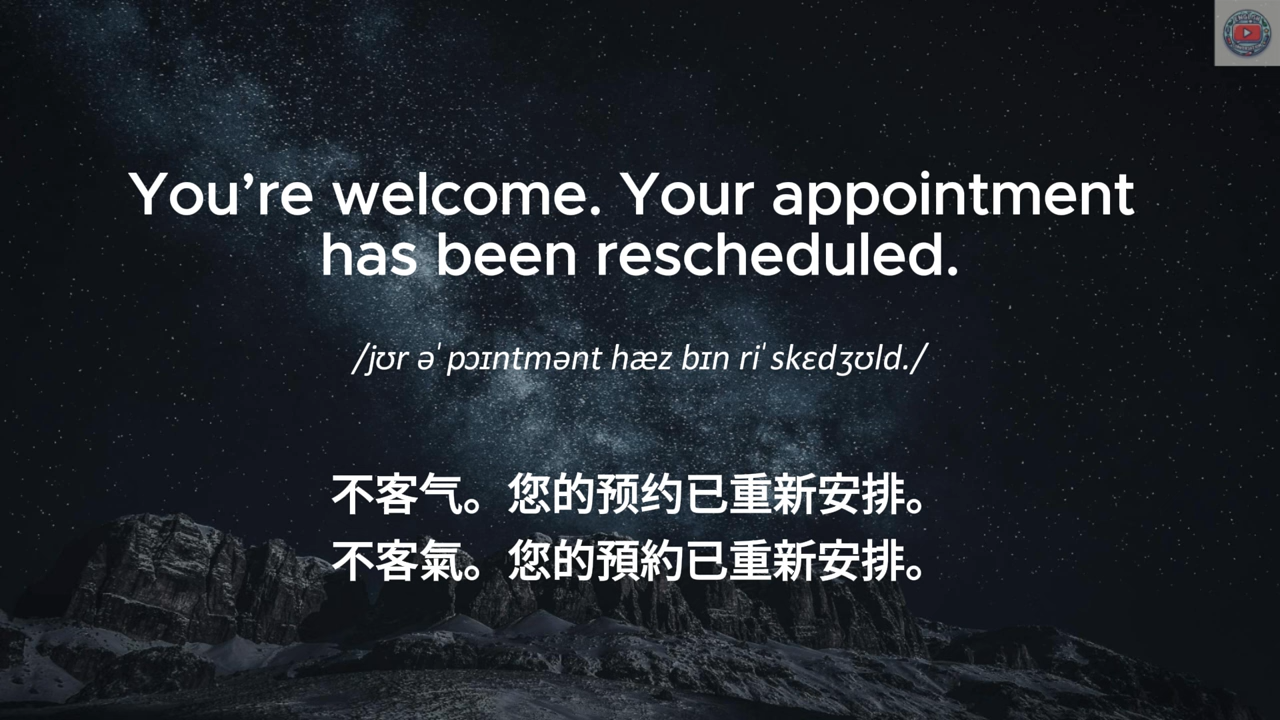 You’re welcome. Your appointment
has been rescheduled.
/jʊr əˈpɔɪntmənt hæz bɪn riˈskɛdʒʊld./
不客气。您的预约已重新安排。
不客氣。您的預約已重新安排。